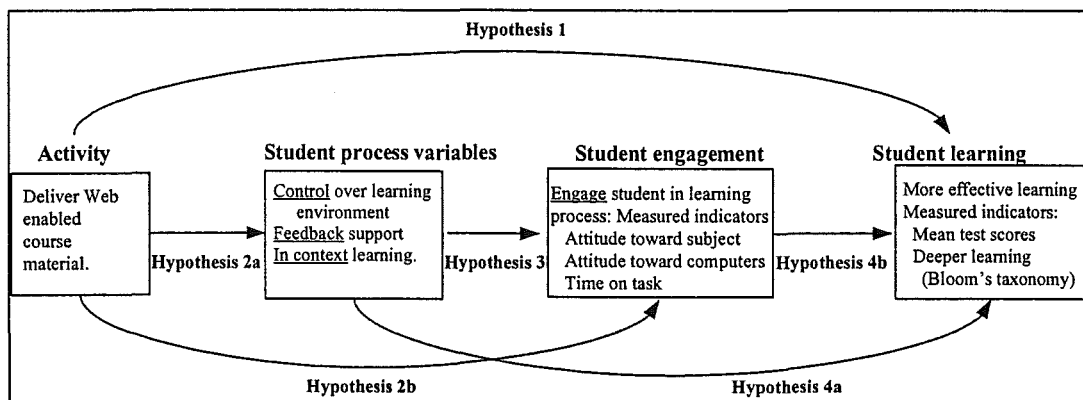 Hypothesis 1
Activity
Student process variables
Student engagement
Student learning
Deliver Web
enabled
course
material.
Hypothesis 2a
Control over learning
environment
Feedback support
In context learning.
Hypothesis 3
Engage student in learning
process: Measured indicators
Attitude toward subject
Attitude toward computers
Time on task
Hypothesis 4b
More effective learning
Measured indicators:
Mean test scores
Deeper learning
(Bloom's taxonomy)
Hypothesis 2b
Hypothesis 4a